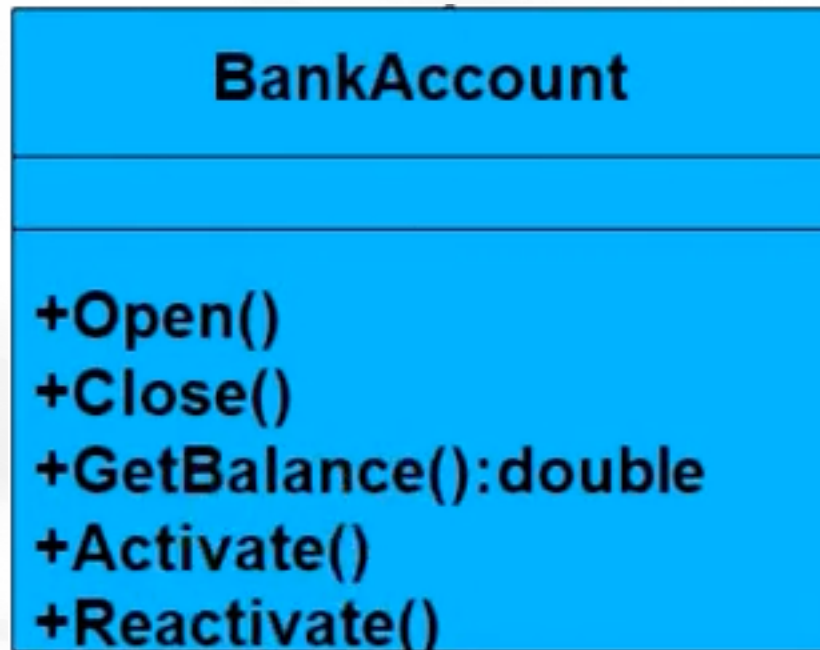 BankAccount
+Open()
+Close()
+GetBalance():double
+Activate()
+Reactivate()